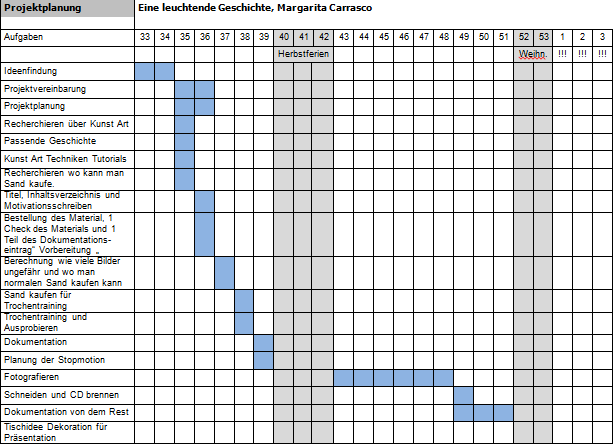 Projektplanung Eine leuchtende Geschichte, Margarita Carrasco
Aufgaben 33 34 35 36 37 38 39 40 41 42 43 44 45 46 47 48 49 50 51 52 53 1 2 3
Herbstferien Weihn. !!! !!! !!!
Ideenfindung
Projektvereinbarung
Projektplanung
Recherchieren über Kunst Art
Passende Geschichte
Kunst Art Techniken Tutorials
Recherchieren wo kann man
Sand kaufe.
Titel, Inhaltsverzeichnis und
Motivationsschreiben
Bestellung des Material, 1
Check des Materials und 1
Teil des Dokumentations-
eintrag" Vorbereitung „
Berechnung wie viele Bilder
ungefähr und wo man
normalen Sand kaufen kann
Sand kaufen für
Trochentraining
Trochentraining und
Ausprobieren
Dokumentation
Planung der Stopmotion
Fotografieren
Schneiden und CD brennen
Dokumentation von dem Rest
Tischidee Dekoration für
Präsentation